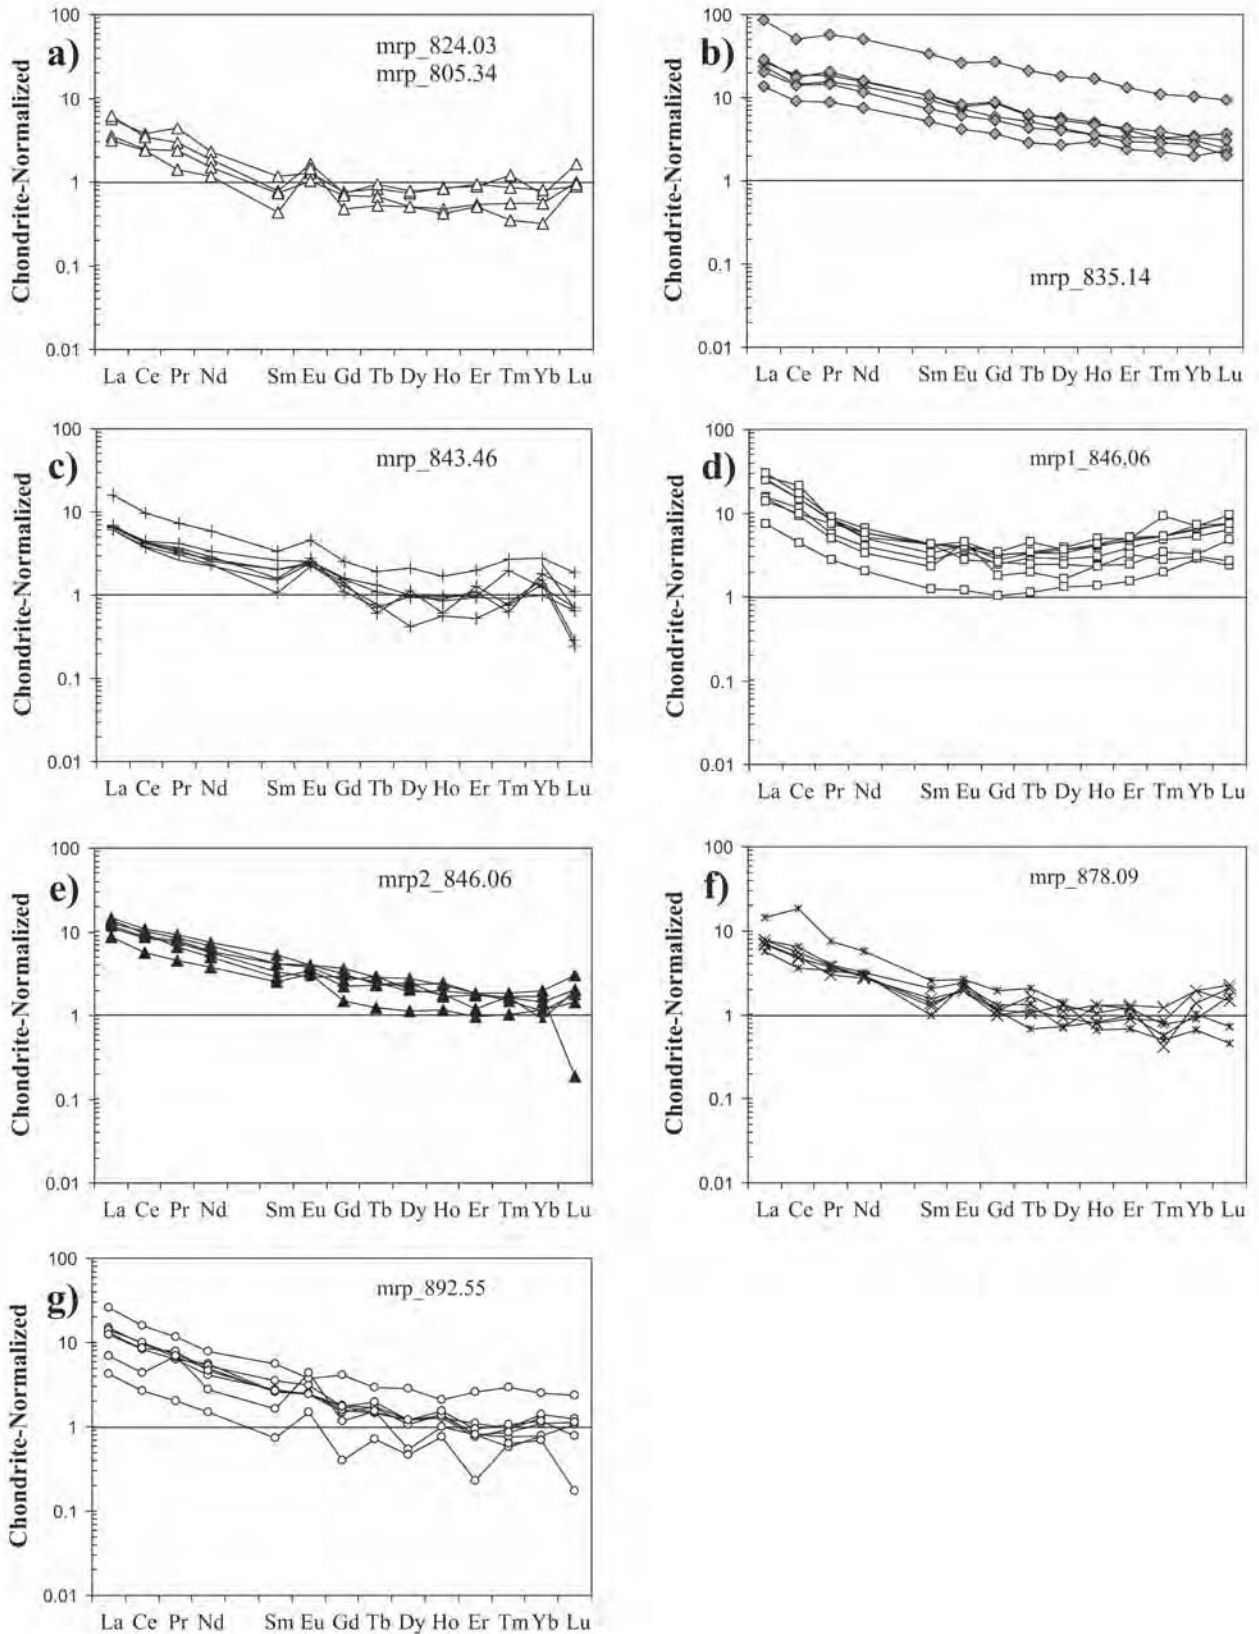 a)
mrp_824.03
mrp_805.34
Chondrite-Normalized
100
10
1
0.1
0.01
La Ce Pr Nd Sm Eu Gd Tb Dy Ho Er Tm Yb Lu
b)
mrp_835.14
Chondrite-Normalized
100
10
1
0.1
0.01
La Ce Pr Nd Sm Eu Gd Tb Dy Ho Er Tm Yb Lu
c)
mrp_843.46
Chondrite-Normalized
100
10
1
0.1
0.01
La Ce Pr Nd Sm Eu Gd Tb Dy Ho Er Tm Yb Lu
d)
mrp1_846.06
Chondrite-Normalized
100
10
1
0.1
0.01
La Ce Pr Nd Sm Eu Gd Tb Dy Ho Er Tm Yb Lu
e)
mrp2_846.06
Chondrite-Normalized
100
10
1
0.1
0.01
La Ce Pr Nd Sm Eu Gd Tb Dy Ho Er Tm Yb Lu
f)
mrp_878.09
Chondrite-Normalized
100
10
1
0.1
0.01
La Ce Pr Nd Sm Eu Gd Tb Dy Ho Er Tm Yb Lu
g)
mrp_892.55
Chondrite-Normalized
100
10
1
0.1
0.01
La Ce Pr Nd Sm Eu Gd Tb Dy Ho Er Tm Yb Lu